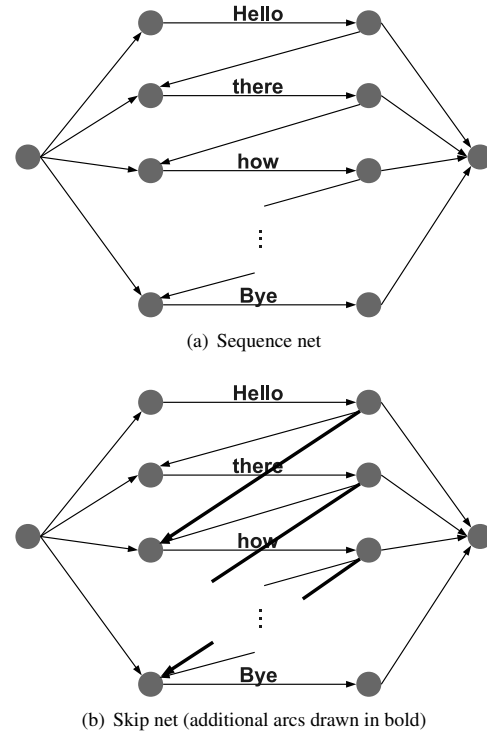 Hello
there
how
⋮
Bye
(a) Sequence net
Hello
there
how
⋮
Bye
(b) Skip net (additional arcs drawn in bold)